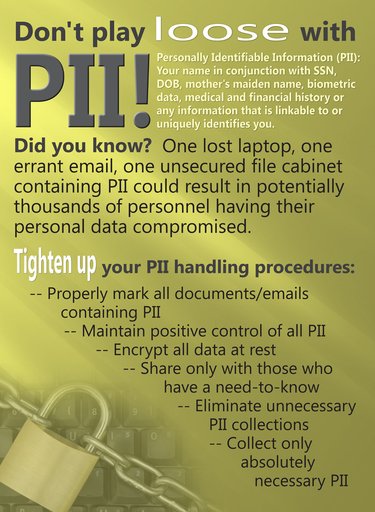 Don't play loose with
PII!
Personally Identifiable Information (PII):
Your name in conjunction with SSN,
DOB, mother's maiden name, biometric
data, medical and financial history or
any information that is linkable to or
uniquely identifies you.
Did you know? One lost laptop, one
errant email, one unsecured file cabinet
containing PII could result in potentially
thousands of personnel having their
personal data compromised.
Tighten up your PII handling procedures:
-- Properly mark all documents/emails
containing PII
-- Maintain positive control of all PII
-- Encrypt all data at rest
-- Share only with those who
have a need-to-know
-- Eliminate unnecessary
PII collections
-- Collect only
absolutely
necessary PII